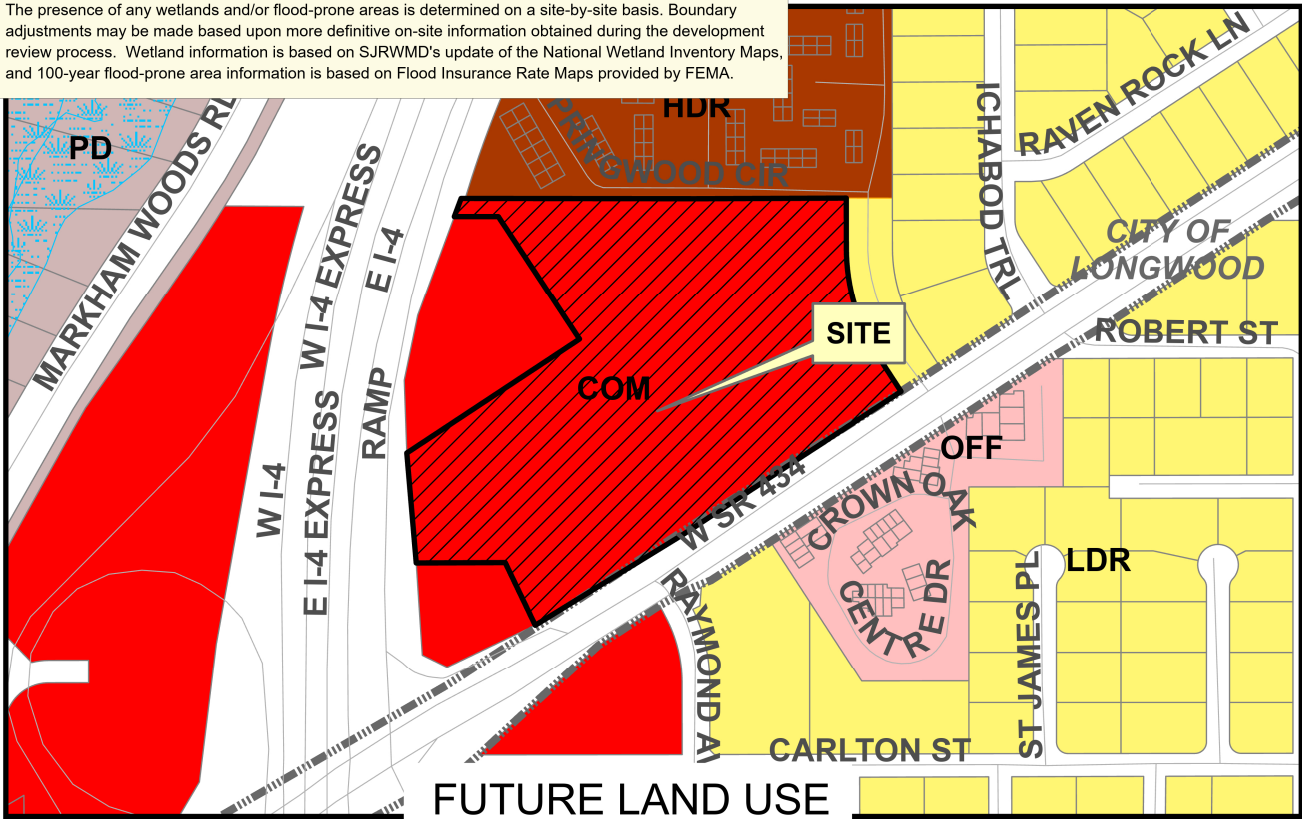 The presence of any wetlands and/or flood-prone areas is determined on a site-by-site basis. Boundary
adjustments may be made based upon more definitive on-site information obtained during the development
review process. Wetland information is based on SJRWMD's update of the National Wetland Inventory Maps,
and 100-year flood-prone area information is based on Flood Insurance Rate Maps provided by FEMA.
PD
MARKHAM WOODS
HDR
PRINGWOOD CIR
ICHABOD TRL
RAVEN ROCK LN
CITY OF
LONGWOOD
ROBERT ST
W I-4 EXPRESS
E I-4
RAMP
W I-4
E I-4 EXPRESS
SITE
COM
W SR 434
OFF
CROWN OAK
CENTRE DR
LDR
ST JAMES PL
RAYMOND
CARLTON ST
FUTURE LAND USE